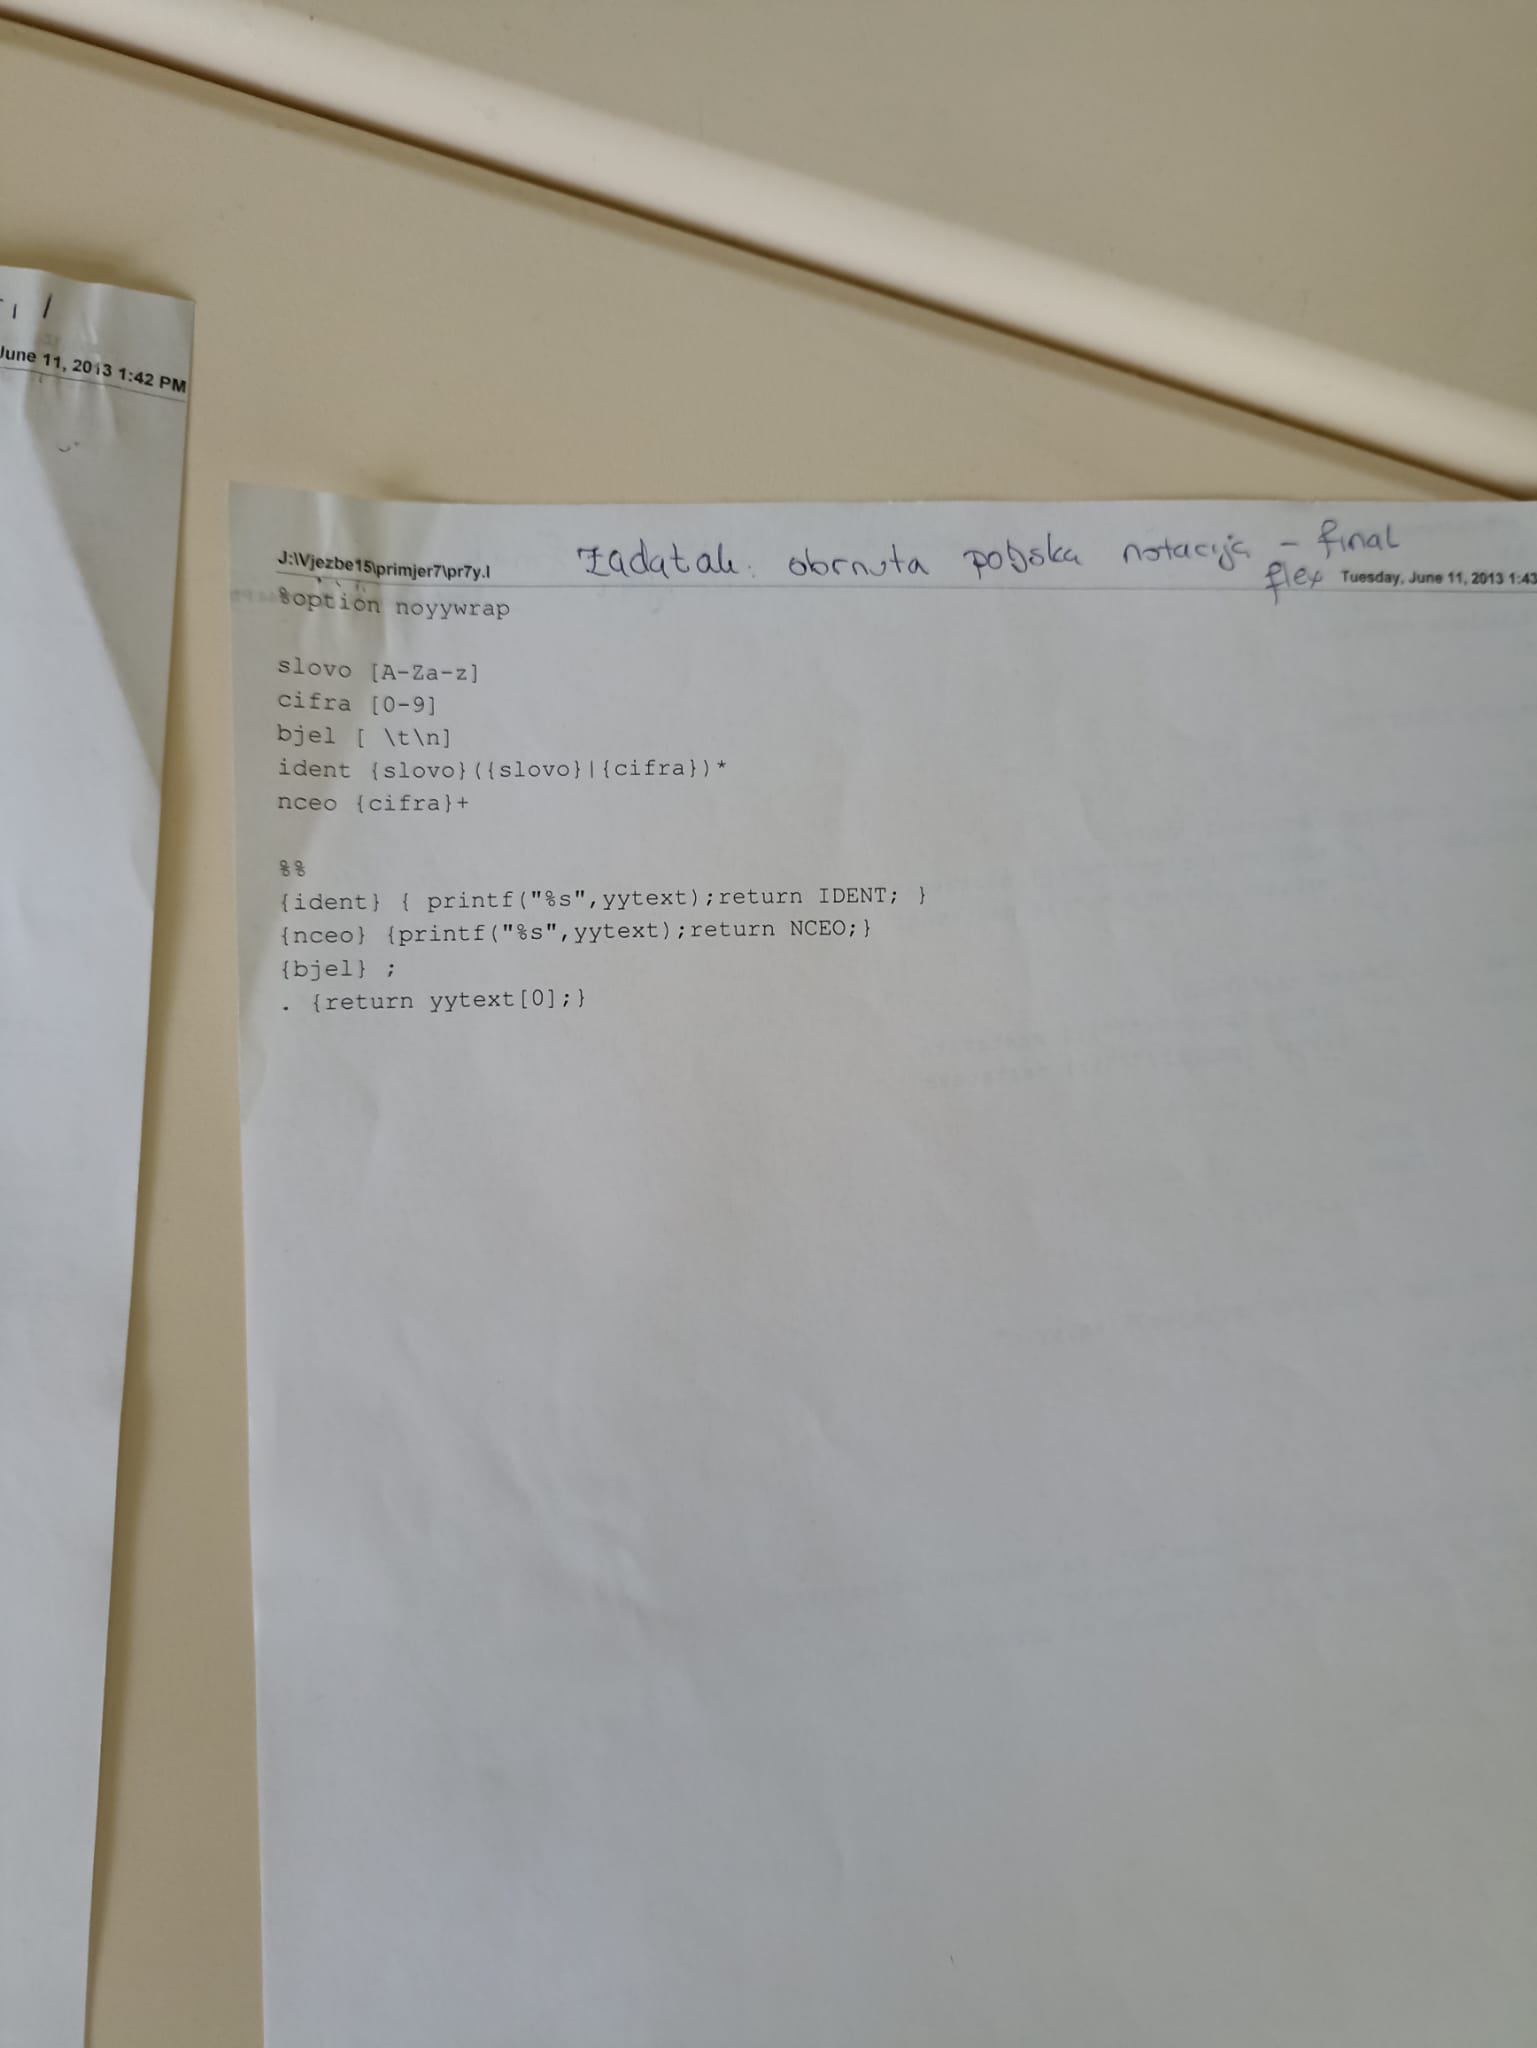 June 11, 2013 1:42 PM
J:\Vjezbe15\primjer7\pr7y.l
Zadatak: obrnuta poljska notacija - final
flex
Tuesday, June 11, 2013 1:43
%option noyywrap
slovo [A-Za-z]
cifra [0-9]
bjel [ \t\n]
ident {slovo}({slovo}|{cifra})*
nceo {cifra}+
%%
{ident} { printf("%s",yytext);return IDENT; }
{nceo} {printf("%s",yytext);return NCEO;}
{bjel} ;
. {return yytext[0];}